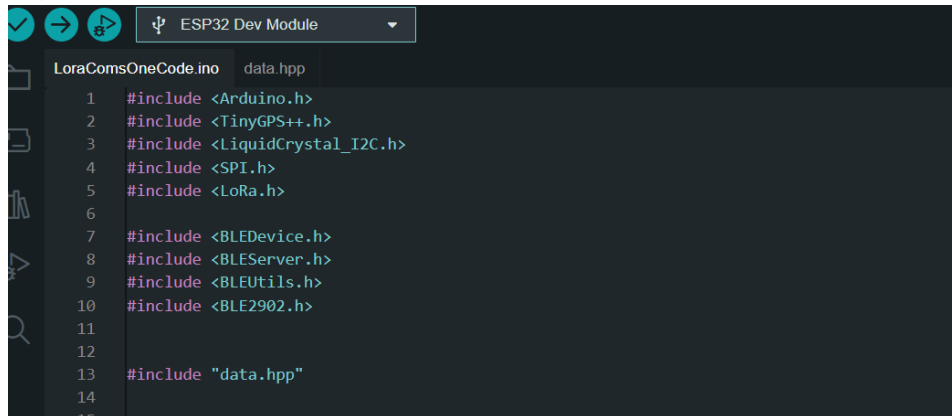 ESP32 Dev Module
LoraComsOneCode.ino data.hpp
1 #include <Arduino.h>
2 #include <TinyGPS++.h>
3 #include <LiquidCrystal_I2C.h>
4 #include <SPI.h>
5 #include <LoRa.h>
6
7 #include <BLEDevice.h>
8 #include <BLEServer.h>
9 #include <BLEUtils.h>
10 #include <BLE2902.h>
11
12
13 #include "data.hpp"
14